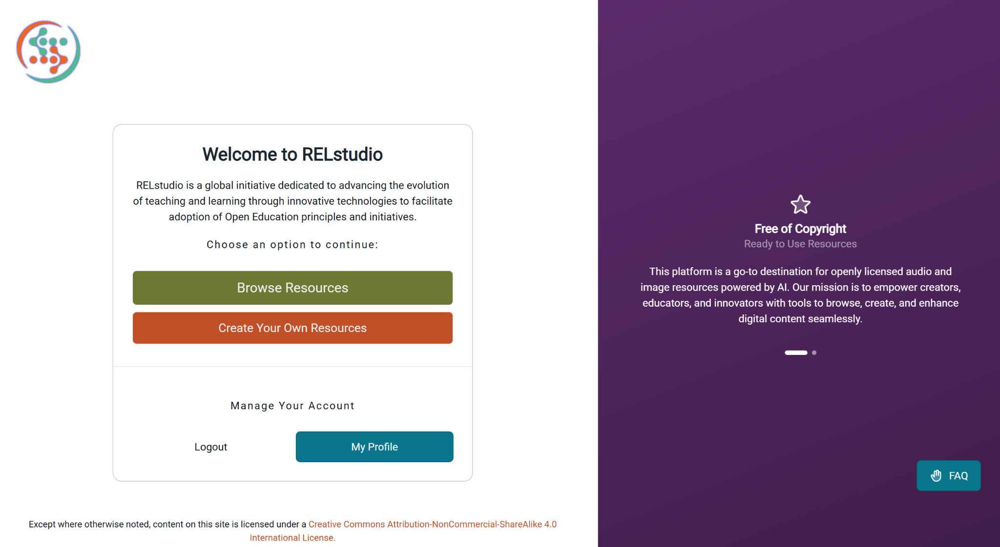 Welcome to RELstudio
RELstudio is a global initiative dedicated to advancing the evolution
of teaching and learning through innovative technologies to facilitate
adoption of Open Education principles and initiatives.
Choose an option to continue:
Browse Resources
Create Your Own Resources
Manage Your Account
Logout
My Profile
Except where otherwise noted, content on this site is licensed under a Creative Commons Attribution-NonCommercial-ShareAlike 4.0
International License.
Free of Copyright
Ready to Use Resources
This platform is a go-to destination for openly licensed audio and
image resources powered by AI. Our mission is to empower creators,
educators, and innovators with tools to browse, create, and enhance
digital content seamlessly.
FAQ